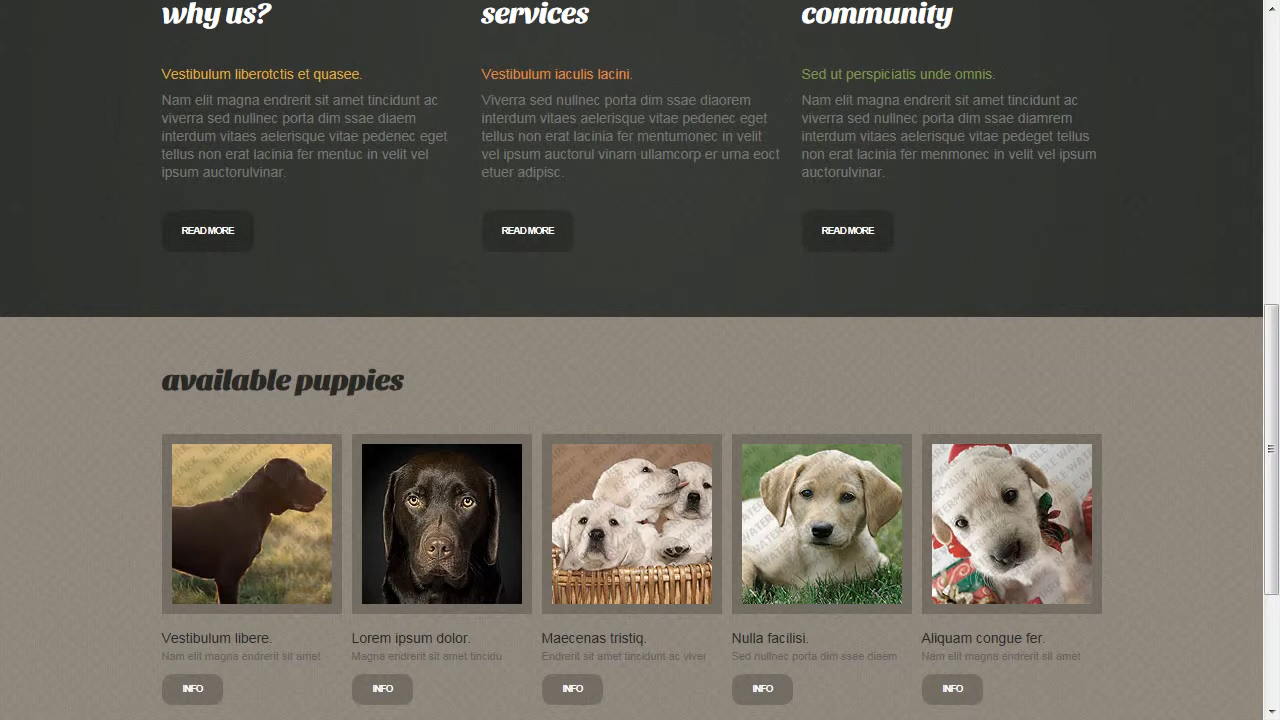 why us?
Vestibulum liberotctis et quasee.
Nam elit magna endrerit sit amet tincidunt ac
viverra sed nullnec porta dim ssae diaem
interdum vitaes aelerisque vitae pedenec eget
tellus non erat lacinia fer mentuc in velit vel
ipsum auctorulvinar.
READ MORE
services
Vestibulum iaculis lacini.
Viverra sed nullnec porta dim ssae diaorem
interdum vitaes aelerisque vitae pedenec eget
tellus non erat lacinia fer mentumonec in velit
vel ipsum auctorul vinarn ullamcorp er urna eoct
etuer adipisc.
READ MORE
community
Sed ut perspiciatis unde omnis.
Nam elit magna endrerit sit amet tincidunt ac
viverra sed nullnec porta dim ssae diamrem
interdum vitaes aelerisque vitae pedeget tellus
non erat lacinia fer menmonec in velit vel ipsum
auctorulvinar.
READ MORE
available puppies
Vestibulum libere.
Nam elit magna endrerit sit amet
INFO
Lorem ipsum dolor.
Magna endrerit sit amet tincidu
INFO
Maecenas tristiq.
Endrerit sit amet tincidunt ac viver
INFO
Nulla facilisi.
Sed nullnec porta dim ssae diaem
INFO
Aliquam congue fer.
Nam elit magna endrerit sit amet
INFO